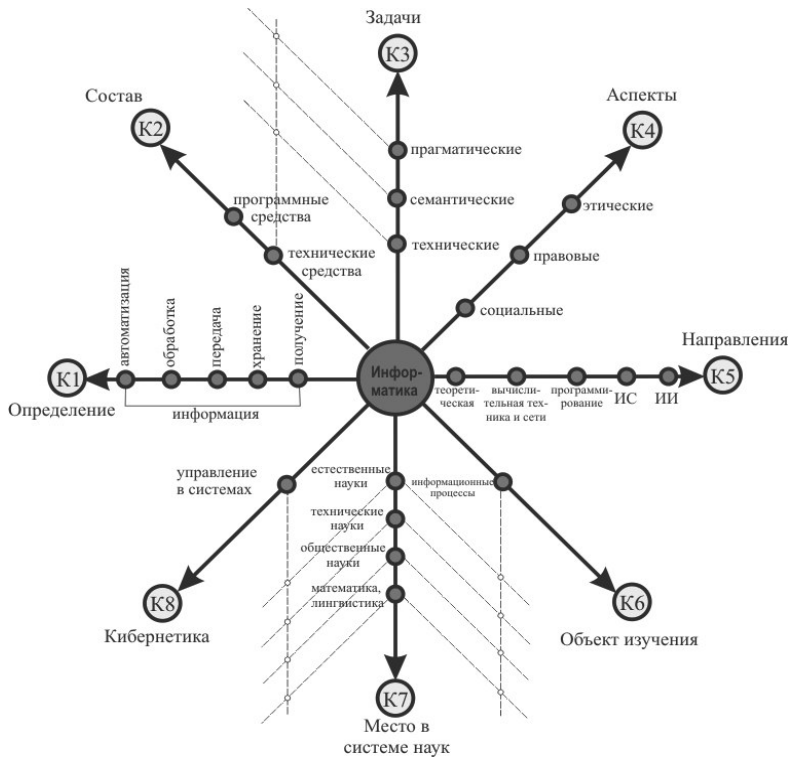 Задачи
К3
Состав
К2
Аспекты
К4
прагматические
семантические
технические
программные
средства
технические
средства
этические
правовые
социальные
автоматизация
обработка
передача
хранение
получение
К1
Определение
информация
Инфор-
матика
Направления
К5
теорети-
ческая
вычисли-
тельная тех-
ника и сети
программи-
рование
ИС
ИИ
управление
в системах
естественные
науки
технические
науки
общественные
науки
математика,
лингвистика
информационные
процессы
К8
Кибернетика
К6
Объект изучения
К7
Место в
системе наук